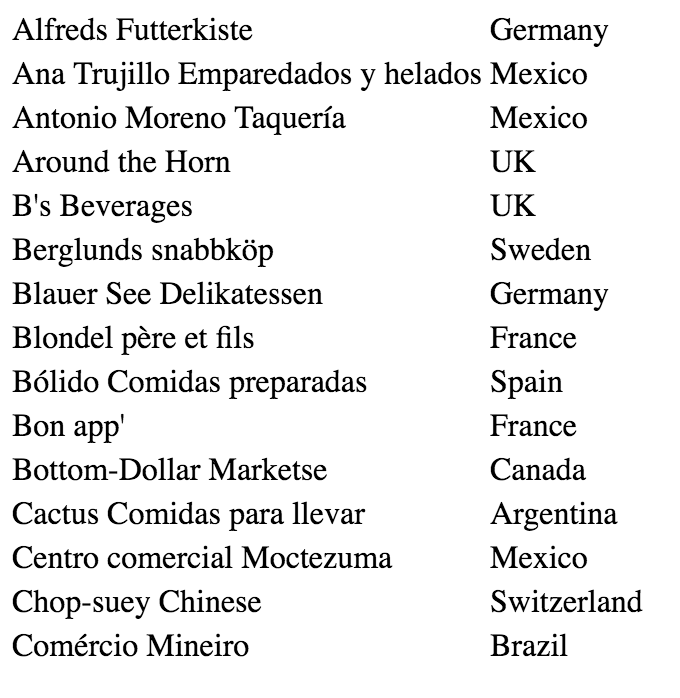 Alfreds Futterkiste Germany
Ana Trujillo Emparedados y helados Mexico
Antonio Moreno Taquería Mexico
Around the Horn UK
B's Beverages UK
Berglunds snabbköp Sweden
Blauer See Delikatessen Germany
Blondel père et fils France
Bólido Comidas preparadas Spain
Bon app' France
Bottom-Dollar Marketse Canada
Cactus Comidas para llevar Argentina
Centro comercial Moctezuma Mexico
Chop-suey Chinese Switzerland
Comércio Mineiro Brazil